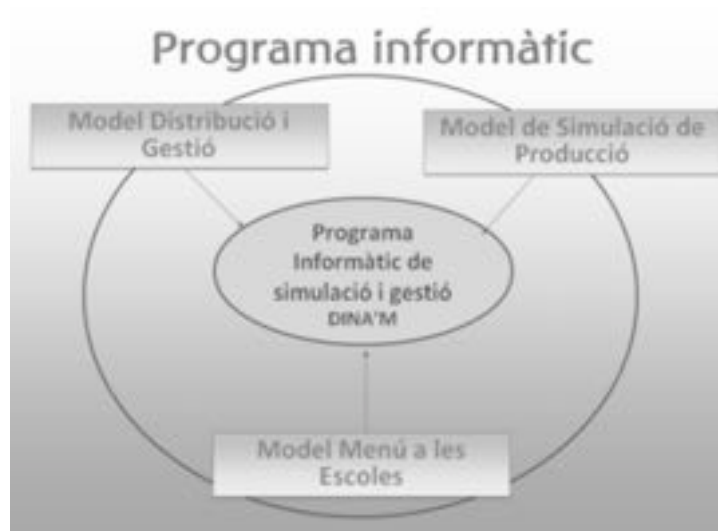 Programa informàtic
Model Distribució i
Gestió
Model de Simulació de
Producció
Programa
Informàtic de
simulació i gestió
DINA'M
Model Menú a les
Escoles